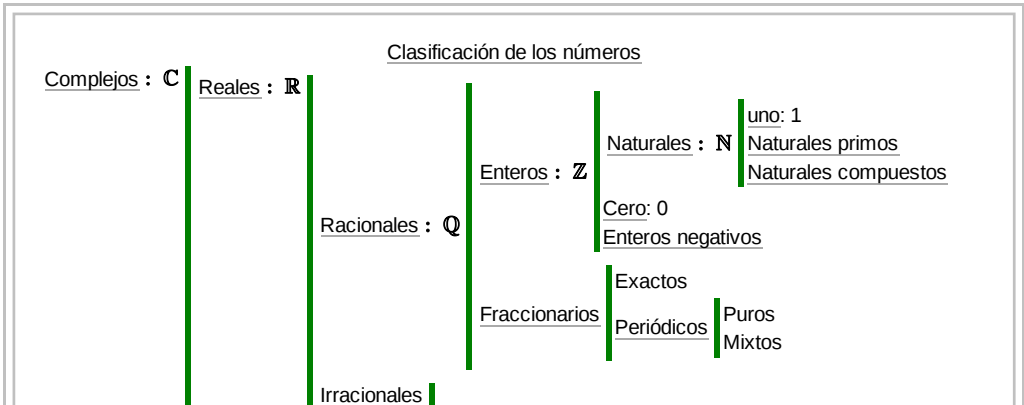 Clasificación de los números
Complejos : ℂ
Reales : ℝ
Racionales : ℚ
Enteros : ℤ
Naturales : ℕ
uno: 1
Naturales primos
Naturales compuestos
Cero: 0
Enteros negativos
Fraccionarios
Exactos
Periódicos
Puros
Mixtos
Irracionales